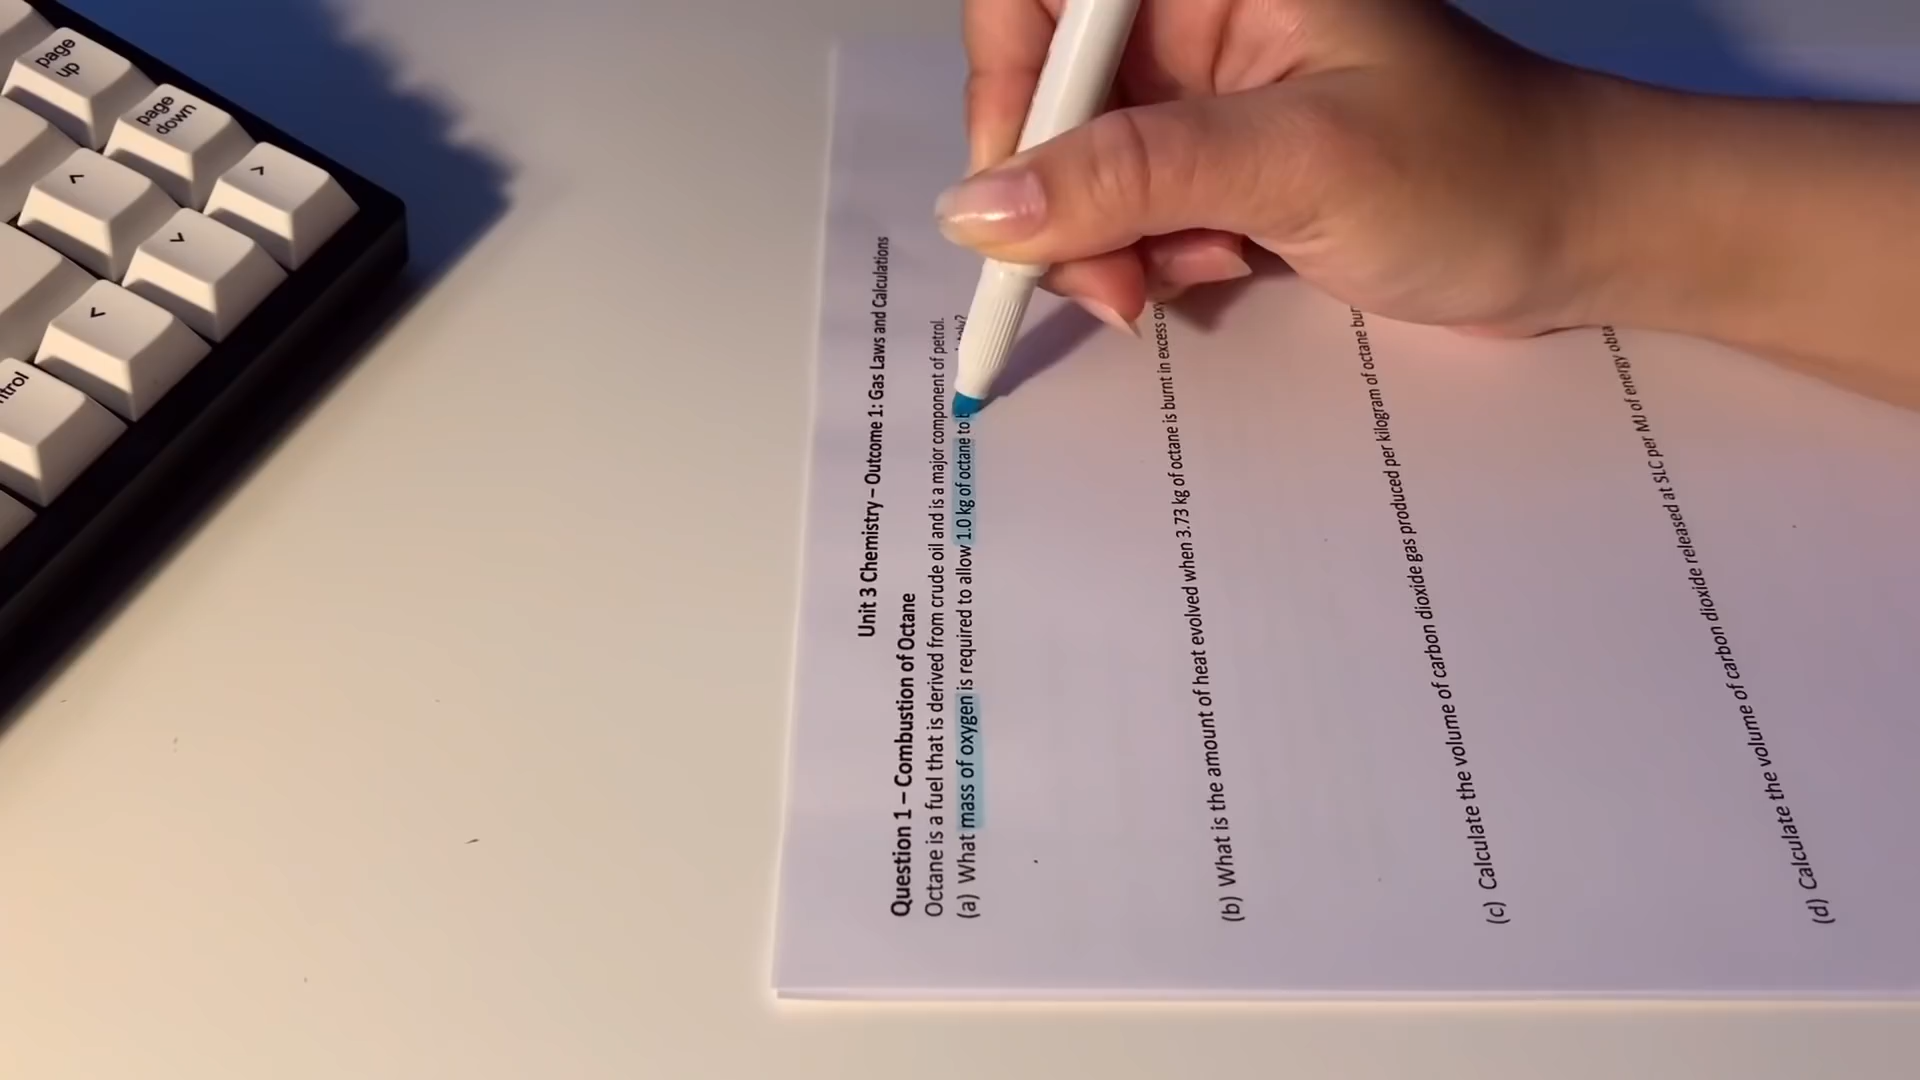 page up
page down
>
^
v
<
Unit 3 Chemistry – Outcome 1: Gas Laws and Calculations
Question 1 – Combustion of Octane
Octane is a fuel that is derived from crude oil and is a major component of petrol.
(a) What mass of oxygen is required to allow 1.0 kg of octane to
(b) What is the amount of heat evolved when 3.73 kg of octane is burnt in excess
(c) Calculate the volume of carbon dioxide gas produced per kilogram of octane
(d) Calculate the volume of carbon dioxide released at SLC per MJ of energy